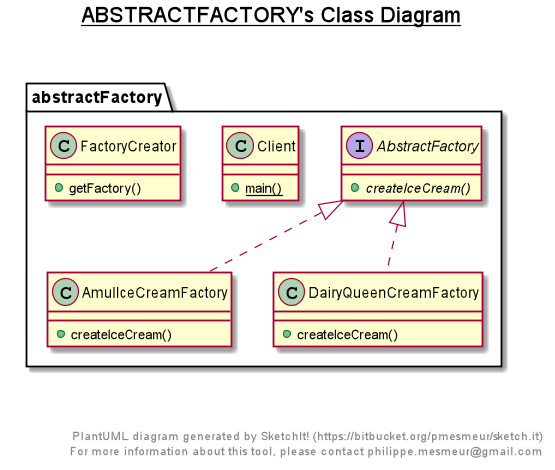 ABSTRACTFACTORY's Class Diagram
abstractFactory
C FactoryCreator
getFactory()
C Client
main()
I AbstractFactory
createIceCream()
C AmulIceCreamFactory
createIceCream()
C DairyQueenCreamFactory
createIceCream()
PlantUML diagram generated by SketchIt! (https://bitbucket.org/pmesmeur/sketch.it)
For more information about this tool, please contact philippe.mesmeur@gmail.com